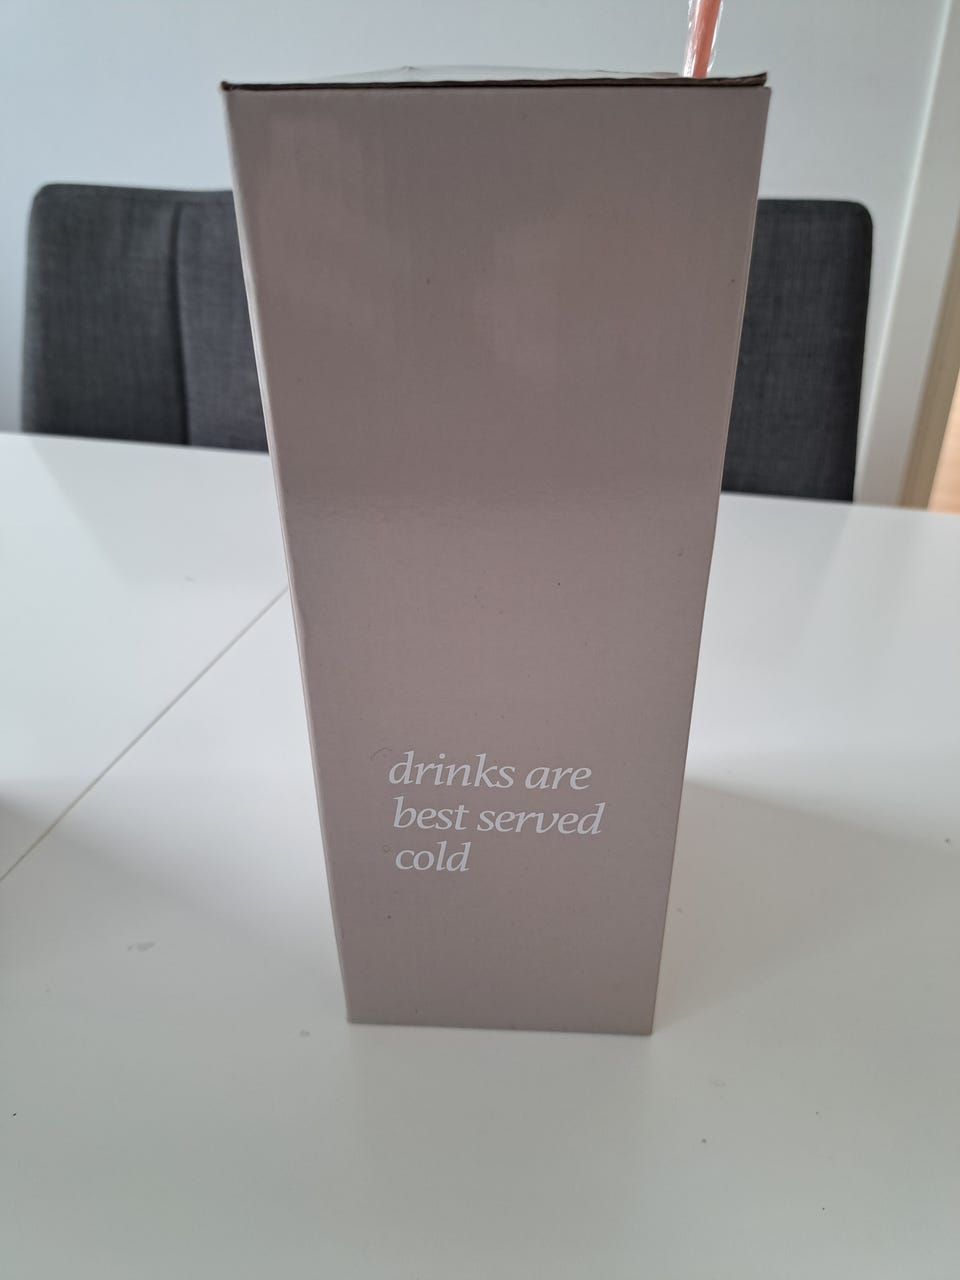 drinks are
best served
cold